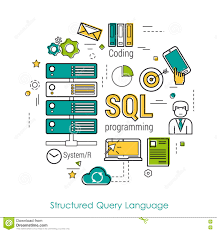 Coding
SQL
programming
System/R
Structured Query Language